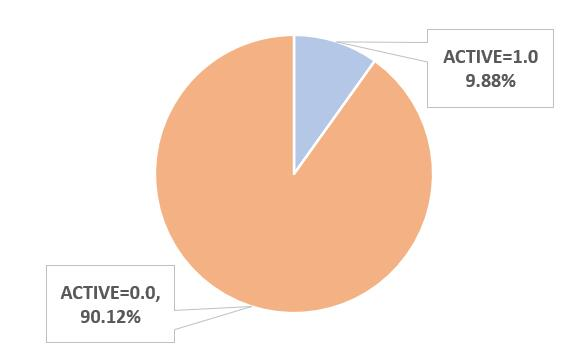 ACTIVE=1.0
9.88%
ACTIVE=0.0,
90.12%